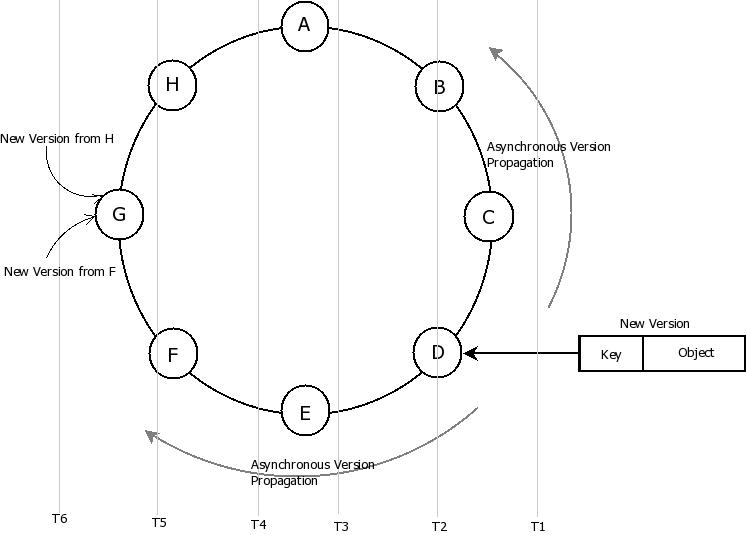 A
H
B
New Version from H
Asynchronous Version
Propagation
G
C
New Version from F
New Version
Key
Object
F
D
E
Asynchronous Version
Propagation
T6
T5
T4
T3
T2
T1